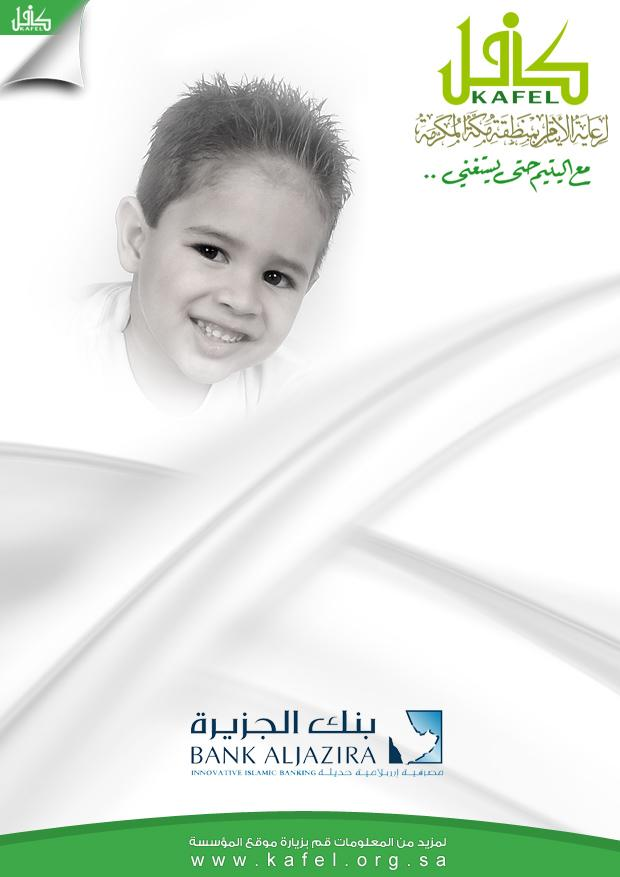 كافل
KAFEL
كافل
KAFEL
لرعاية الأيتام بمنطقة مكة المكرمة
مع اليتيم حتى يستغني ..
بنك الجزيرة
BANK ALJAZIRA
INNOVATIVE ISLAMIC BANKING مصرفية إسلامية حديثة
لمزيد من المعلومات قم بزيارة موقع المؤسسة
www.kafel.org.sa